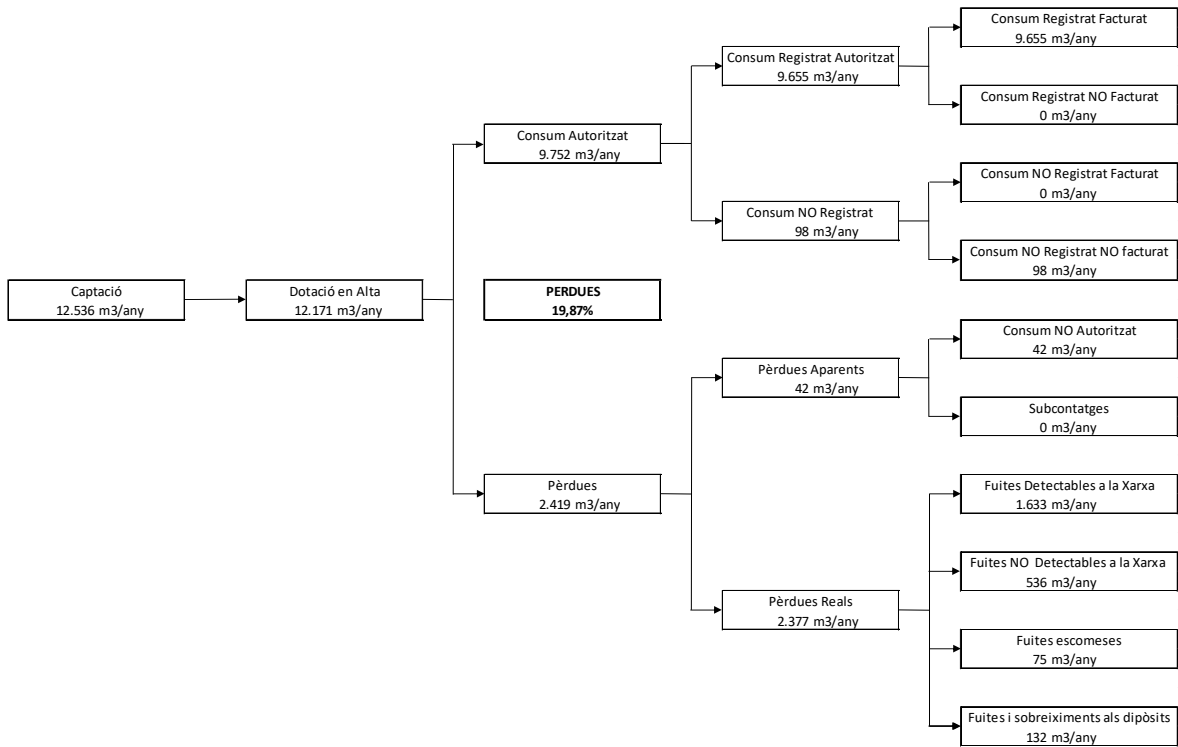 Consum Registrat Facturat
9.655 m3/any
Consum Registrat Autoritzat
9.655 m3/any
Consum Registrat NO Facturat
0 m3/any
Consum Autoritzat
9.752 m3/any
Consum NO Registrat Facturat
0 m3/any
Consum NO Registrat
98 m3/any
Consum NO Registrat NO facturat
98 m3/any
Captació
12.536 m3/any
Dotació en Alta
12.171 m3/any
PERDUES
19,87%
Consum NO Autoritzat
42 m3/any
Pèrdues Aparents
42 m3/any
Subcontatges
0 m3/any
Pèrdues
2.419 m3/any
Fuites Detectables a la Xarxa
1.633 m3/any
Fuites NO Detectables a la Xarxa
536 m3/any
Pèrdues Reals
2.377 m3/any
Fuites escomeses
75 m3/any
Fuites i sobreiximents als dipòsits
132 m3/any